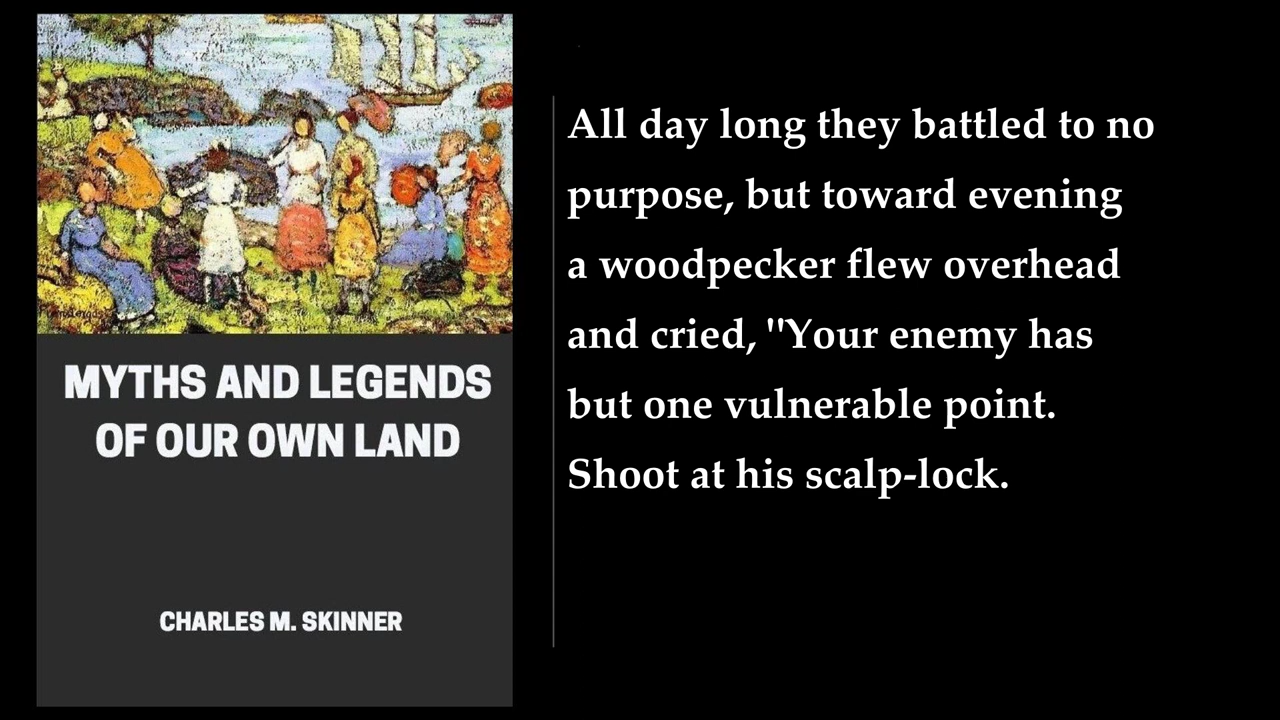 MYTHS AND LEGENDS
OF OUR OWN LAND
CHARLES M. SKINNER
All day long they battled to no
purpose, but toward evening
a woodpecker flew overhead
and cried, "Your enemy has
but one vulnerable point.
Shoot at his scalp-lock.